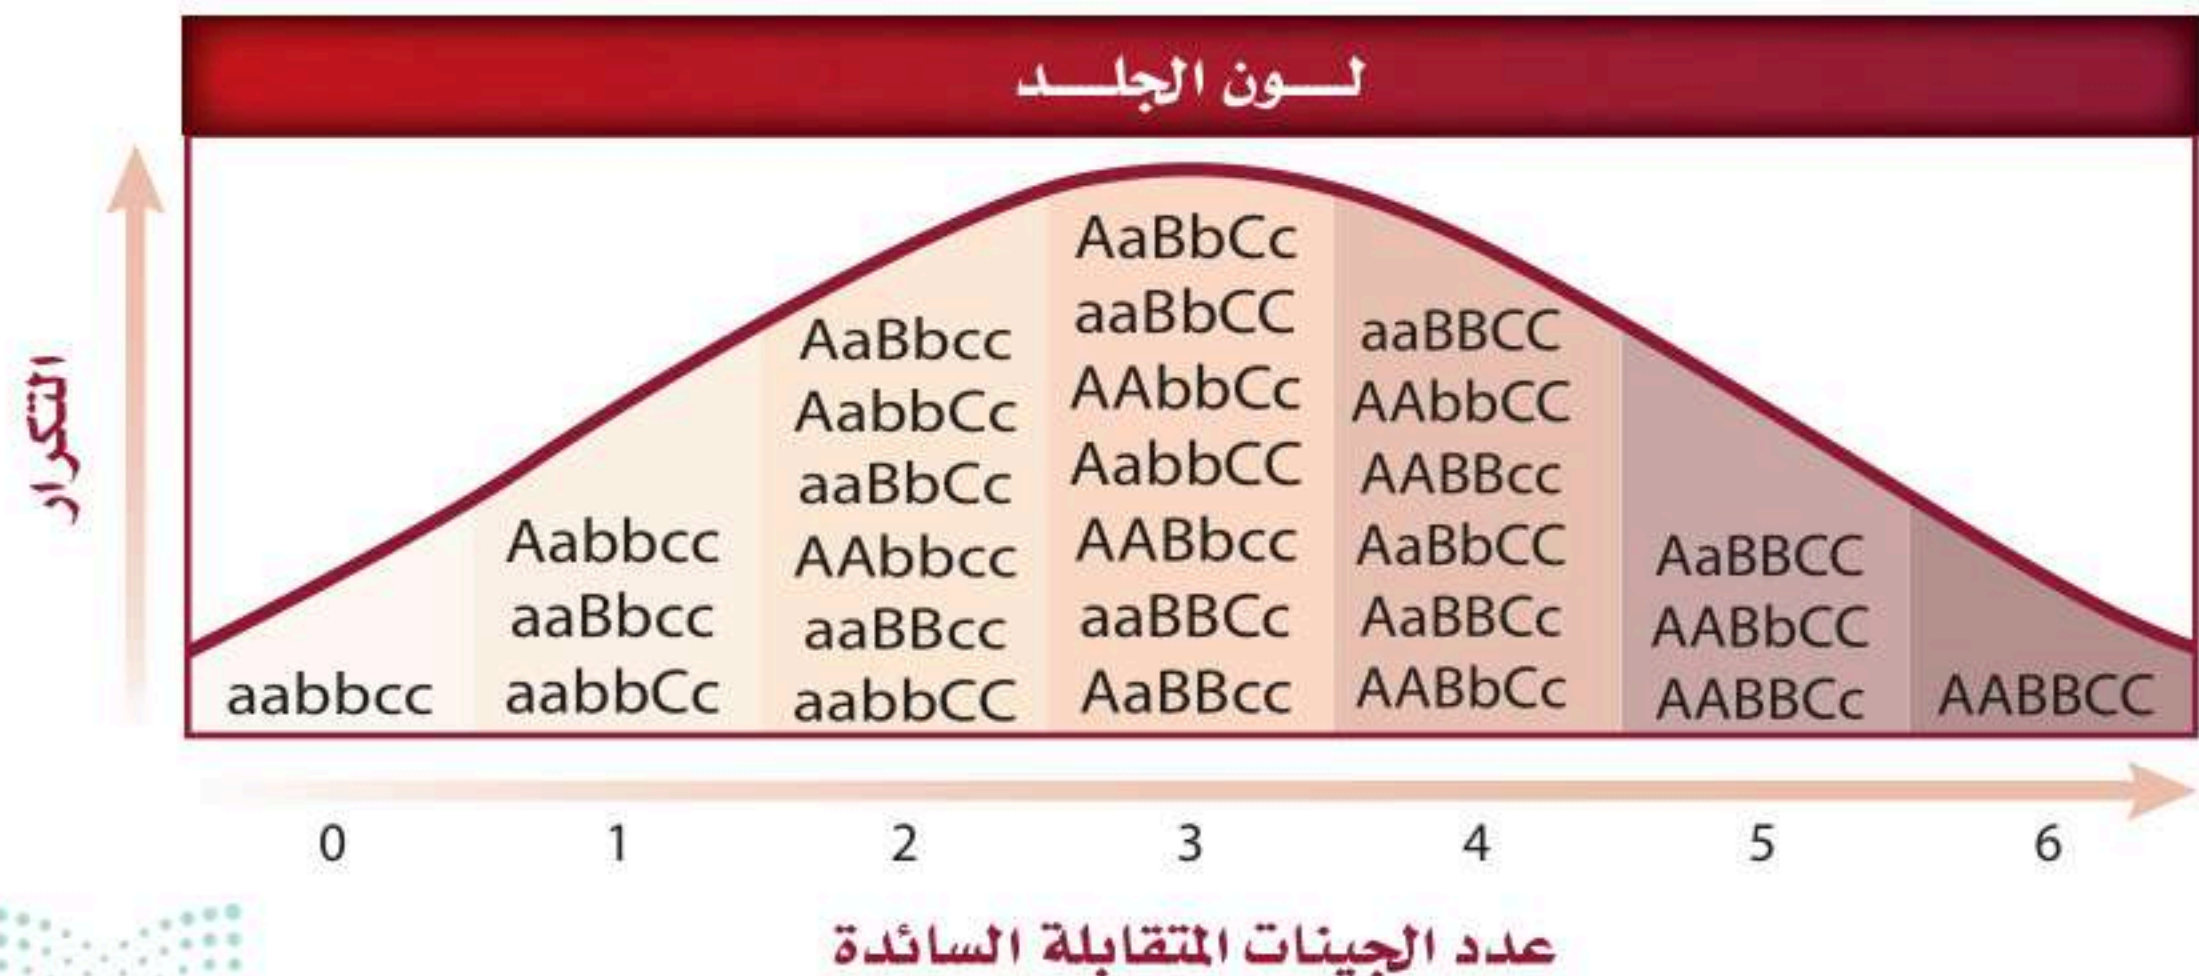 لون الجلد
التكرار
AaBbCc
aaBbCC
AAbbCc
AabbCC
AABbcc
aaBBCc
AaBBcc
aaBBCC
AAbbCC
AABBcc
AaBbCC
AaBBCc
AABbCc
AaBbcc
AabbCc
aaBbCc
AAbbcc
aaBBcc
aabbCC
Aabbcc
aaBbcc
aabbCc
aabbcc
AaBBCC
AABbCC
AABBCc
AABBCC
0 1 2 3 4 5 6
عدد الجينات المتقابلة السائدة